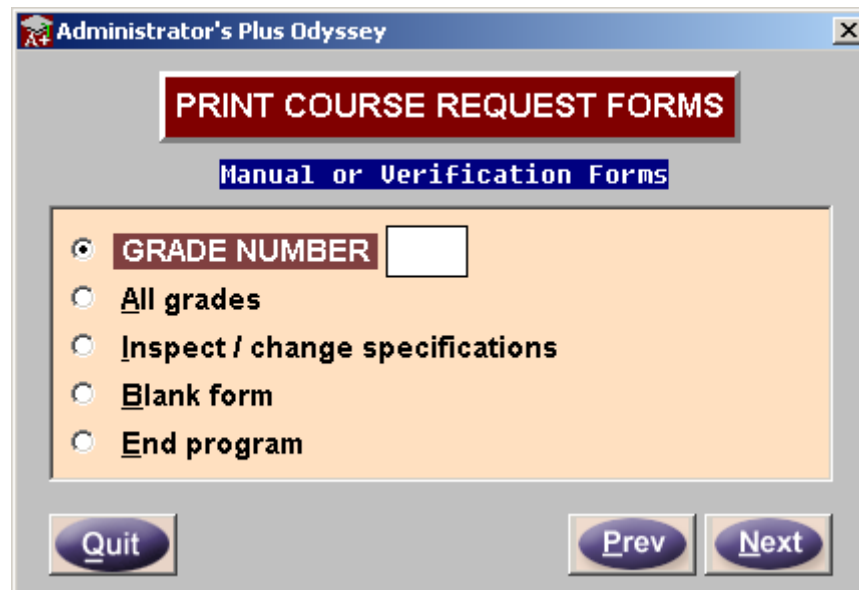 Administrator's Plus Odyssey
PRINT COURSE REQUEST FORMS
Manual or Verification Forms
GRADE NUMBER
All grades
Inspect / change specifications
Blank form
End program
Quit Prev Next